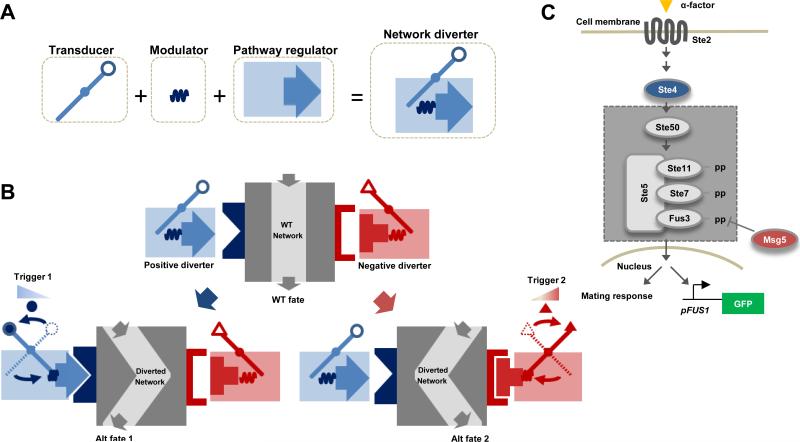 A
Transducer
Modulator
Pathway regulator
Network diverter
+
+
=
B
WT
Network
Positive diverter
Negative diverter
WT fate
Trigger 1
Diverted
Network
Alt fate 1
Trigger 2
Diverted
Network
Alt fate 2
C
α-factor
Cell membrane
Ste2
Ste4
Ste50
Ste5
Ste11
pp
Ste7
pp
Fus3
pp
Msg5
Nucleus
Mating response
pFUS1
GFP